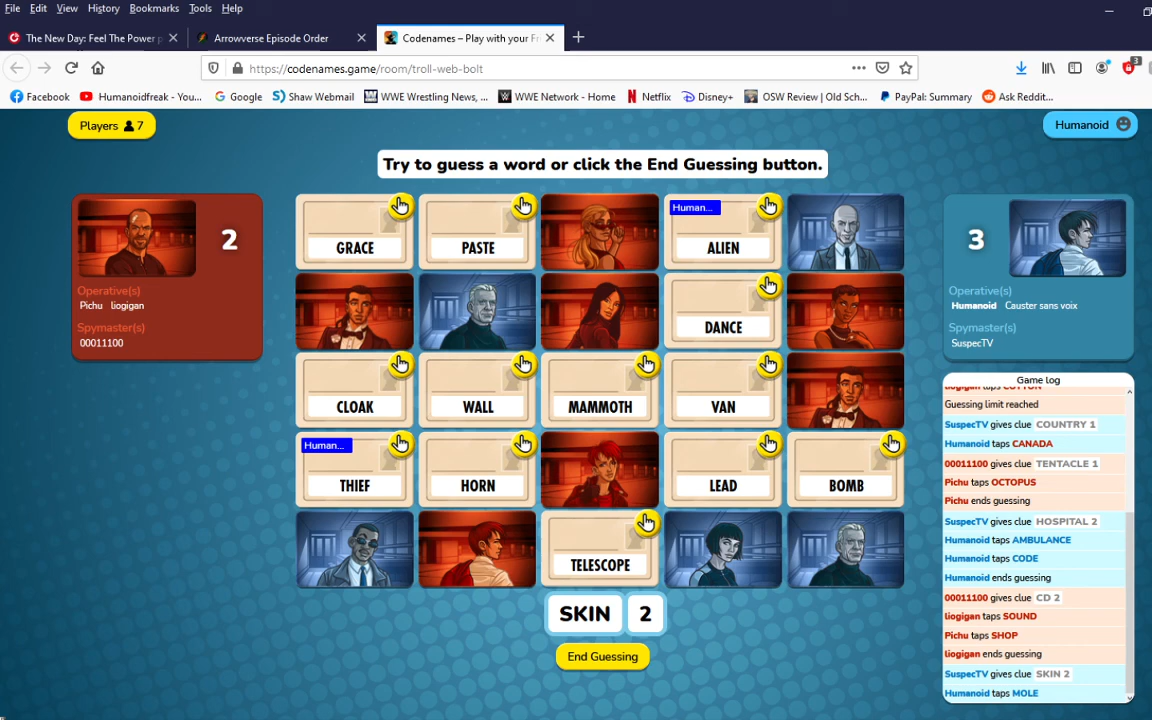 File Edit View History Bookmarks Tools Help
The New Day: Feel The Power p
Arrowverse Episode Order
Codenames – Play with your Fr
https://codenames.game/room/troll-web-bolt
3
Facebook Humanoidfreak - You... Google Shaw Webmail WWE Wrestling News, ... WWE Network - Home Netflix Disney+ OSW Review | Old Sch... PayPal: Summary Ask Reddit...
Players 7
Humanoid
Try to guess a word or click the End Guessing button.
2
Operative(s)
Pichu liogigan
Spymaster(s)
00011100
GRACE PASTE Human... ALIEN
DANCE
CLOAK WALL MAMMOTH VAN
Human... THIEF HORN LEAD BOMB
TELESCOPE
SKIN 2
End Guessing
3
Operative(s)
Humanoid Causter sans voix
Spymaster(s)
SuspecTV
Game log
liogigan taps COTTON
Guessing limit reached
SuspecTV gives clue COUNTRY 1
Humanoid taps CANADA
00011100 gives clue TENTACLE 1
Pichu taps OCTOPUS
Pichu ends guessing
SuspecTV gives clue HOSPITAL 2
Humanoid taps AMBULANCE
Humanoid taps CODE
Humanoid ends guessing
00011100 gives clue CD 2
liogigan taps SOUND
Pichu taps SHOP
liogigan ends guessing
SuspecTV gives clue SKIN 2
Humanoid taps MOLE